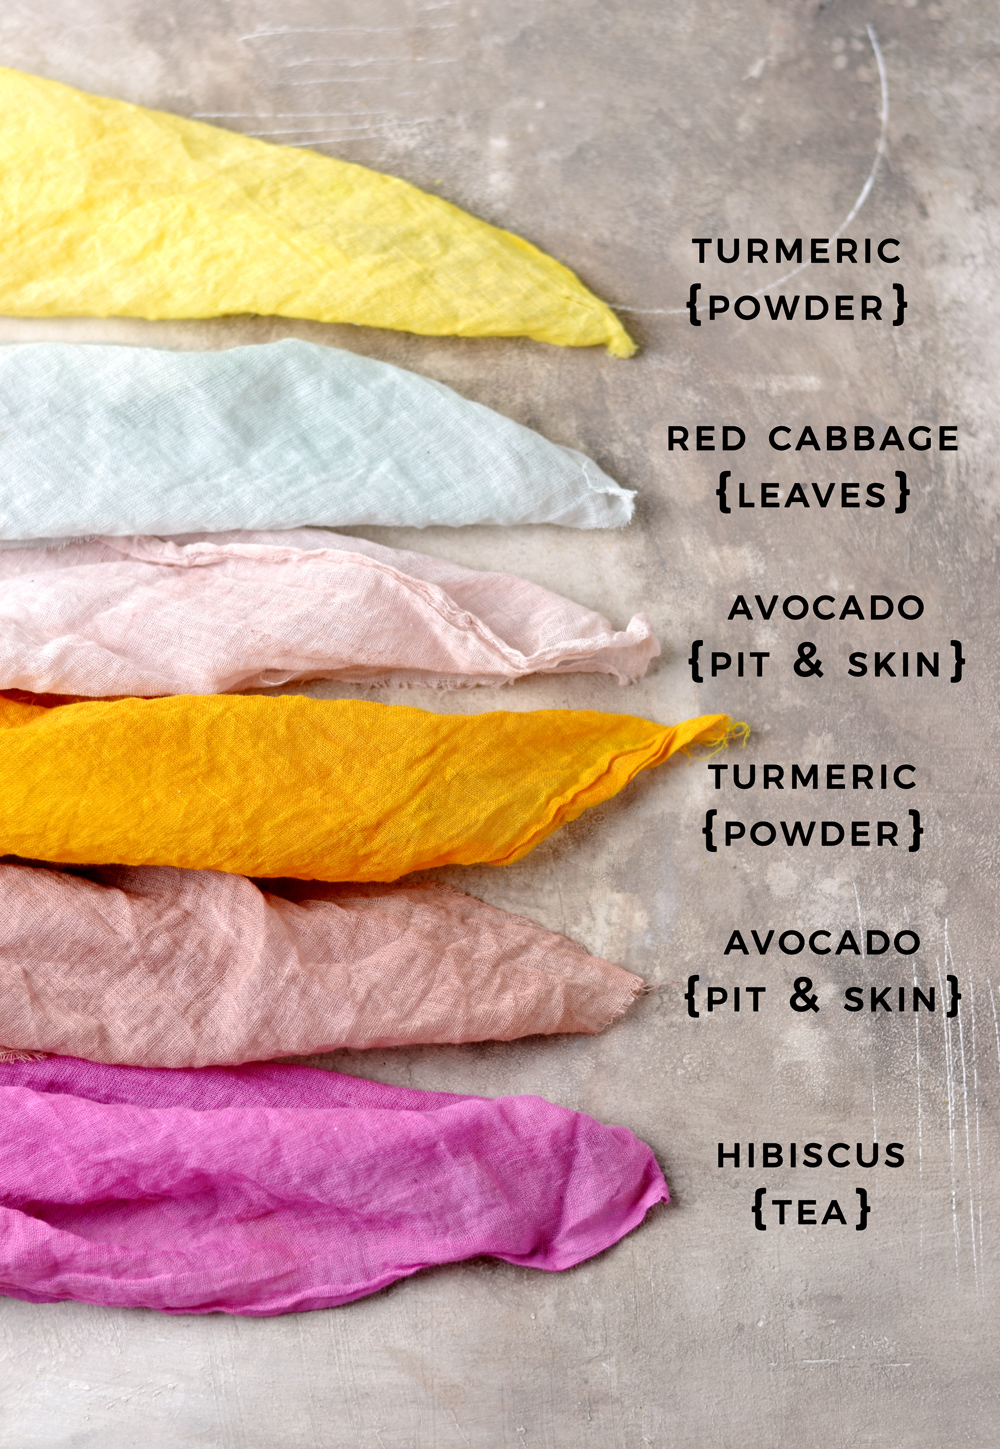 TURMERIC
{POWDER}
RED CABBAGE
{LEAVES}
AVOCADO
{PIT & SKIN}
TURMERIC
{POWDER}
AVOCADO
{PIT & SKIN}
HIBISCUS
{TEA}